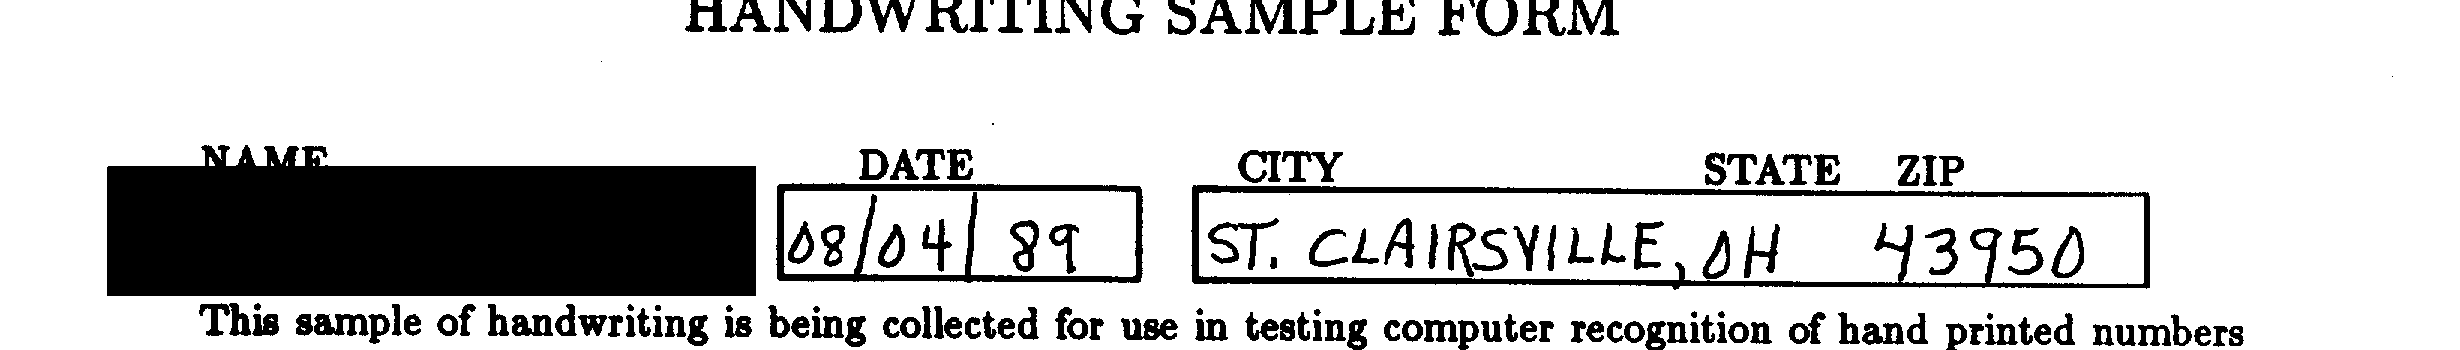 HANDWRITING SAMPLE FORM
NAME DATE CITY STATE ZIP
08/04/89 ST. CLAIRSVILLE, OH 43950
This sample of handwriting is being collected for use in testing computer recognition of hand printed numbers